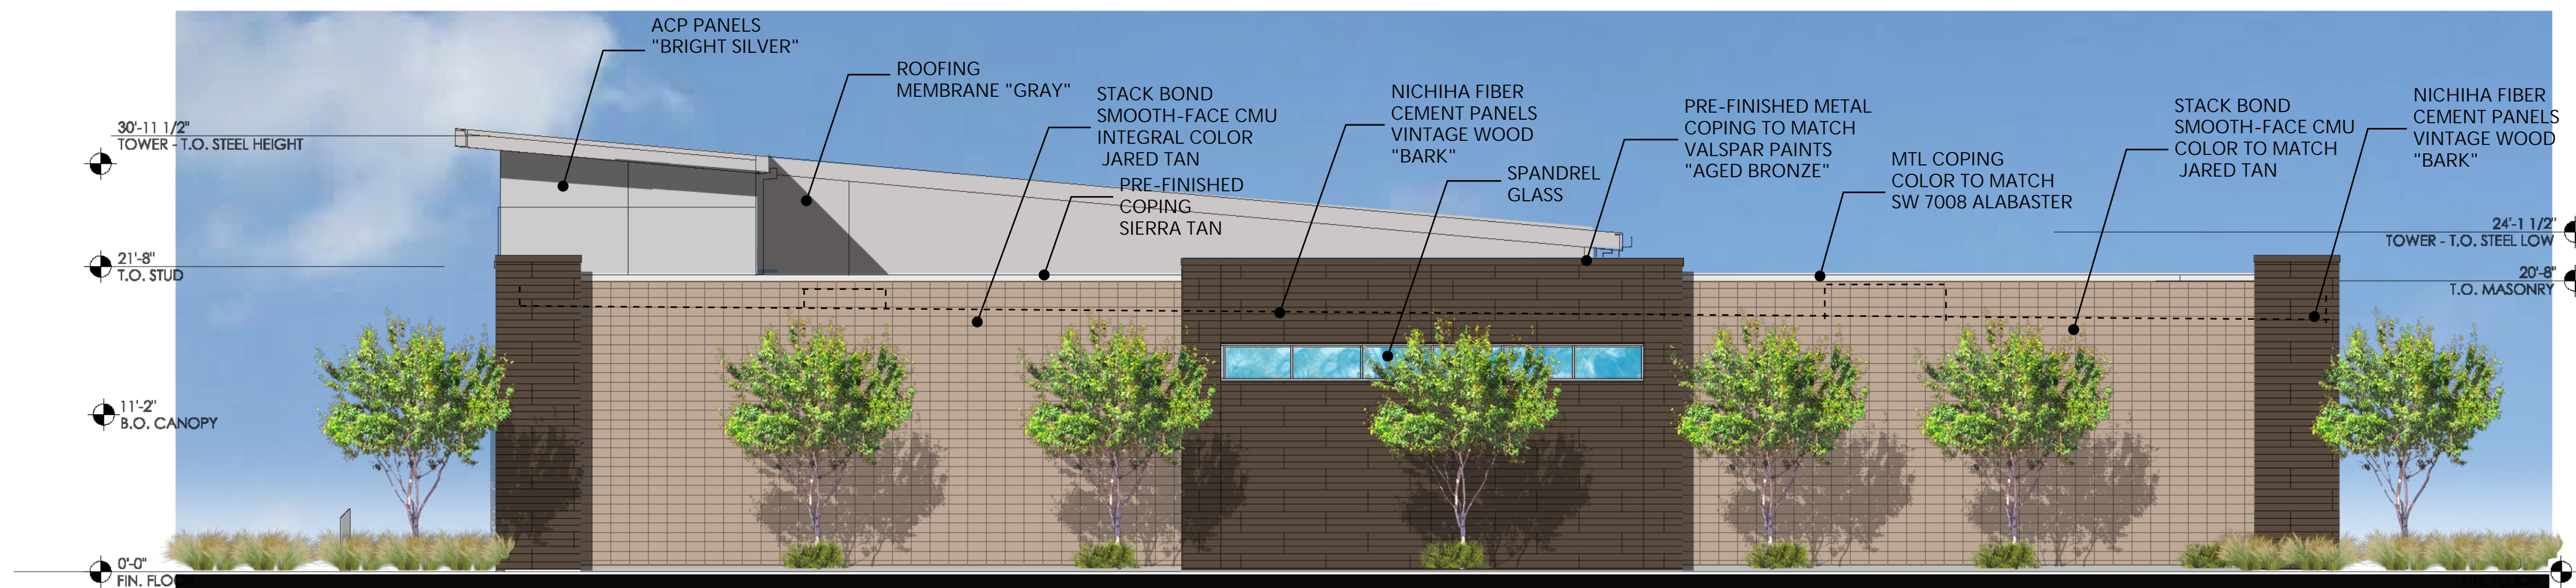 ACP PANELS
"BRIGHT SILVER"
ROOFING
MEMBRANE "GRAY"
STACK BOND
SMOOTH-FACE CMU
INTEGRAL COLOR
JARED TAN
PRE-FINISHED
COPING
SIERRA TAN
NICHIHA FIBER
CEMENT PANELS
VINTAGE WOOD
"BARK"
SPANDREL
GLASS
PRE-FINISHED METAL
COPING TO MATCH
VALSPAR PAINTS
"AGED BRONZE"
MTL COPING
COLOR TO MATCH
SW 7008 ALABASTER
STACK BOND
SMOOTH-FACE CMU
COLOR TO MATCH
JARED TAN
NICHIHA FIBER
CEMENT PANELS
VINTAGE WOOD
"BARK"
30'-11 1/2"
TOWER - T.O. STEEL HEIGHT
21'-8"
T.O. STUD
11'-2"
B.O. CANOPY
0'-0"
FIN. FLOOR
24'-1 1/2"
TOWER - T.O. STEEL LOW
20'-8"
T.O. MASONRY